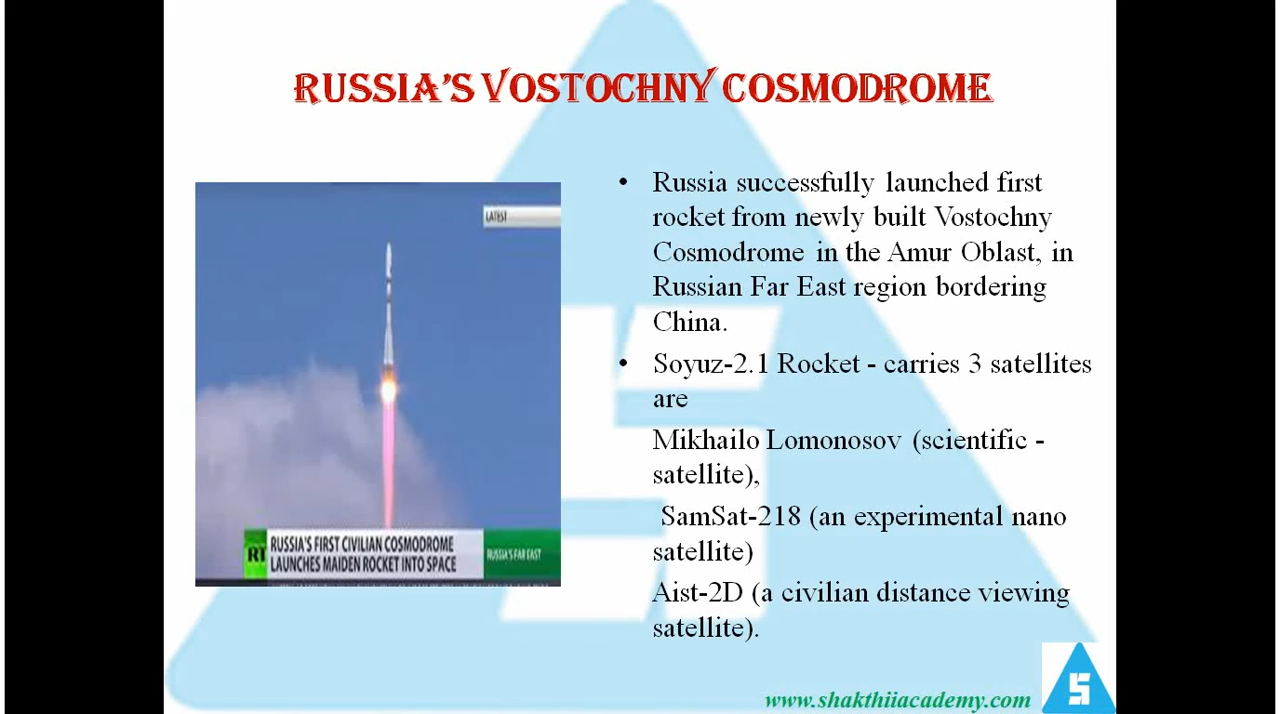 RUSSIA'S VOSTOCHNY COSMODROME
LATEST
RT
RUSSIA'S FIRST CIVILIAN COSMODROME
LAUNCHES MAIDEN ROCKET INTO SPACE
RUSSIA'S FAR EAST
• Russia successfully launched first
rocket from newly built Vostochny
Cosmodrome in the Amur Oblast, in
Russian Far East region bordering
China.
• Soyuz-2.1 Rocket - carries 3 satellites
are
Mikhailo Lomonosov (scientific -
satellite),
SamSat-218 (an experimental nano
satellite)
Aist-2D (a civilian distance viewing
satellite).
www.shakthiiacademy.com
S